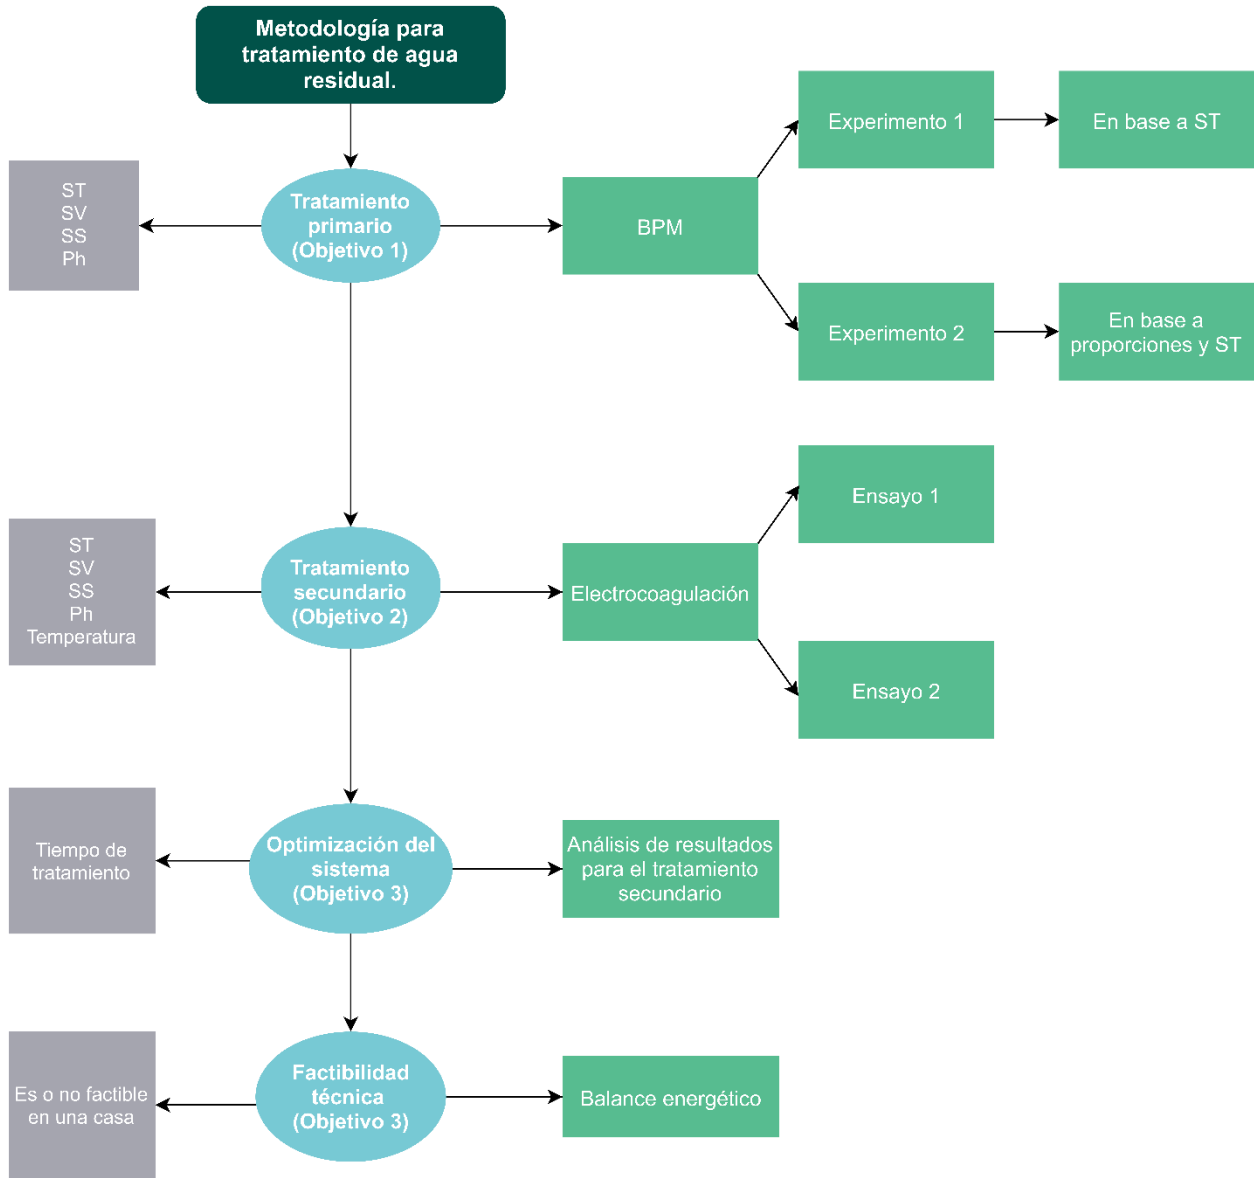 Metodología para
tratamiento de agua
residual.
ST
SV
SS
Ph
Tratamiento
primario
(Objetivo 1)
BPM
Experimento 1
En base a ST
Experimento 2
En base a
proporciones y ST
ST
SV
SS
Ph
Temperatura
Tratamiento
secundario
(Objetivo 2)
Electrocoagulación
Ensayo 1
Ensayo 2
Tiempo de
tratamiento
Optimización del
sistema
(Objetivo 3)
Análisis de resultados
para el tratamiento
secundario
Es o no factible
en una casa
Factibilidad
técnica
(Objetivo 3)
Balance energético